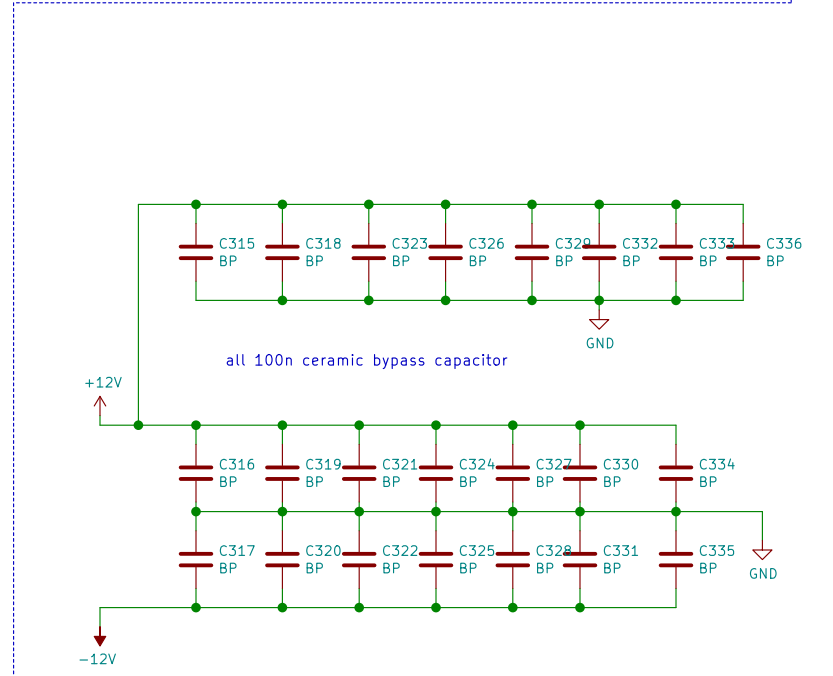 C315 C318 C323 C326 C329 C332 C333 C336
BP BP BP BP BP BP BP BP
GND
all 100n ceramic bypass capacitor
+12V
C316 C319 C321 C324 C327 C330 C334
BP BP BP BP BP BP BP
C317 C320 C322 C325 C328 C331 C335
BP BP BP BP BP BP BP
GND
-12V